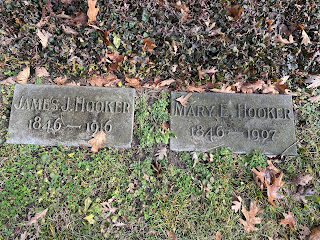 JAMES J. HOOKER
1846 — 1916
MARY E. HOOKER
1846 — 1907